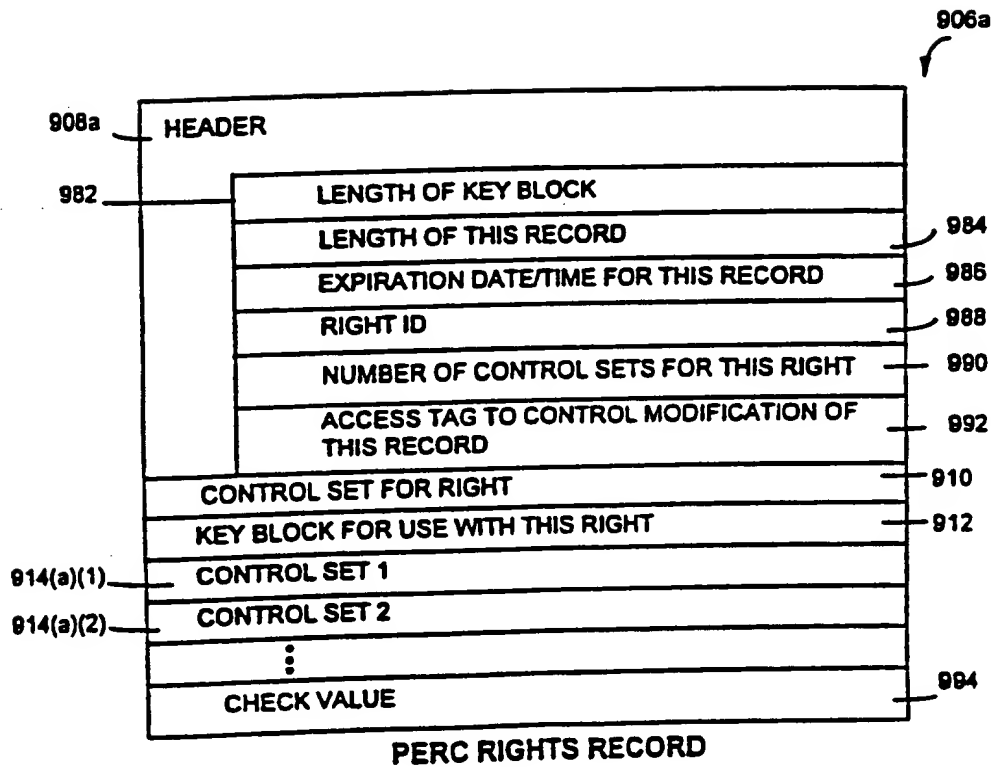 906a
908a HEADER
982 LENGTH OF KEY BLOCK
LENGTH OF THIS RECORD 984
EXPIRATION DATE/TIME FOR THIS RECORD 986
RIGHT ID 988
NUMBER OF CONTROL SETS FOR THIS RIGHT 990
ACCESS TAG TO CONTROL MODIFICATION OF
THIS RECORD 992
CONTROL SET FOR RIGHT 910
KEY BLOCK FOR USE WITH THIS RIGHT 912
914(a)(1) CONTROL SET 1
914(a)(2) CONTROL SET 2
CHECK VALUE 994
PERC RIGHTS RECORD